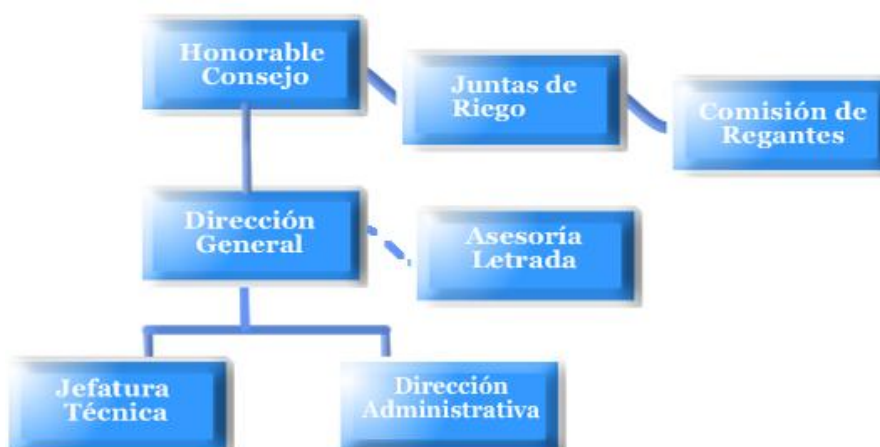 Honorable
Consejo
Juntas de
Riego
Comisión de
Regantes
Dirección
General
Asesoría
Letrada
Jefatura
Técnica
Dirección
Administrativa